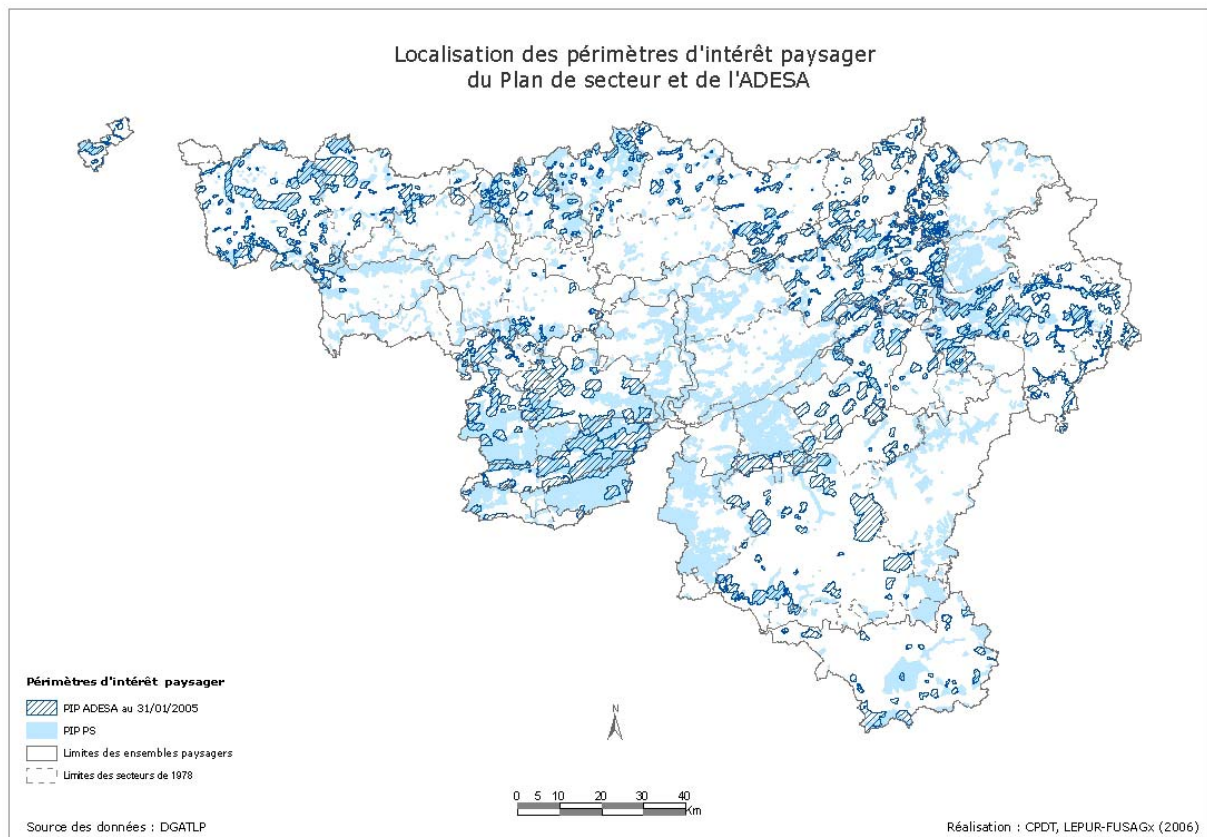 Localisation des périmètres d'intérêt paysager
du Plan de secteur et de l'ADESA
Périmètres d'intérêt paysager
PIP ADESA au 31/01/2005
PIP PS
Limites des ensembles paysagers
Limites des secteurs de 1978
N
0 5 10 20 30 40
Km
Source des données : DGATLP
Réalisation : CPDT, LEPUR-FUSAGx (2006)